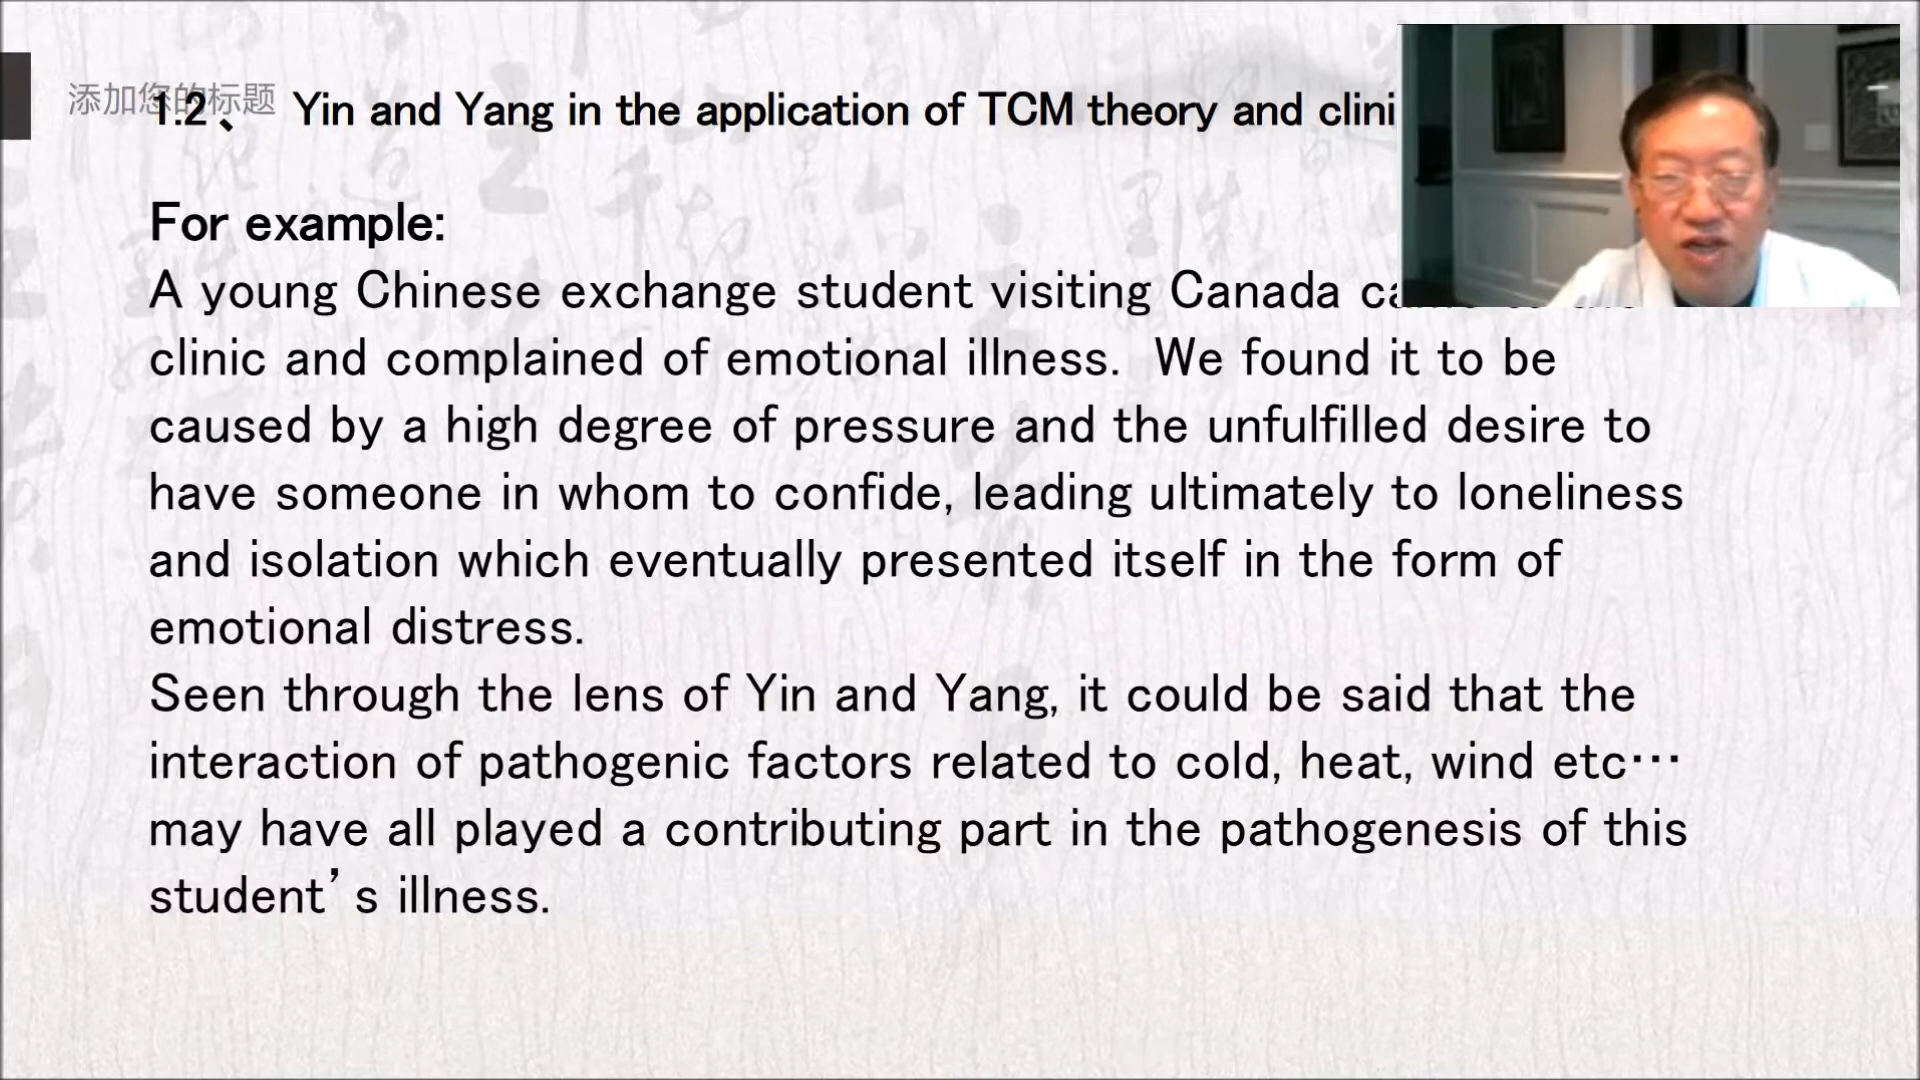 添加您的标题
1.2、 Yin and Yang in the application of TCM theory and clini
For example:
A young Chinese exchange student visiting Canada
clinic and complained of emotional illness. We found it to be
caused by a high degree of pressure and the unfulfilled desire to
have someone in whom to confide, leading ultimately to loneliness
and isolation which eventually presented itself in the form of
emotional distress.
Seen through the lens of Yin and Yang, it could be said that the
interaction of pathogenic factors related to cold, heat, wind etc…
may have all played a contributing part in the pathogenesis of this
student’s illness.